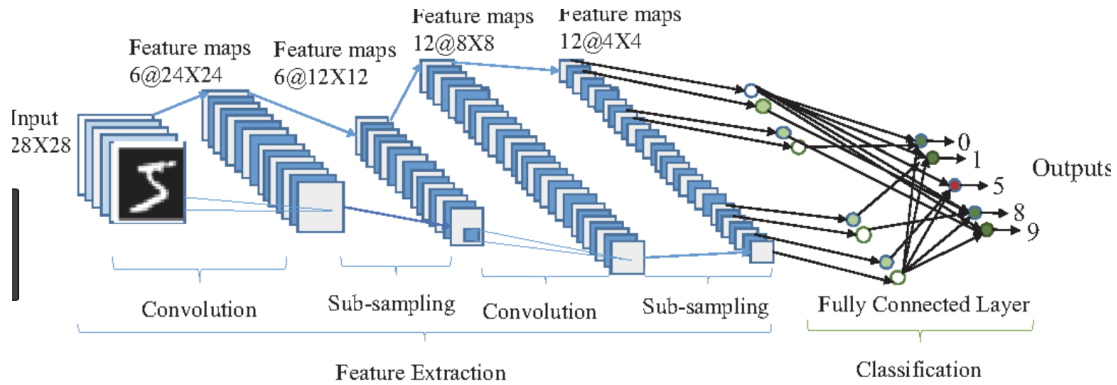 Feature maps
12@8X8
Feature maps
12@4X4
Feature maps
6@24X24
Feature maps
6@12X12
Input
28X28
5
0
1
5
8
9
Outputs
Convolution
Sub-sampling
Convolution
Sub-sampling
Fully Connected Layer
Feature Extraction
Classification